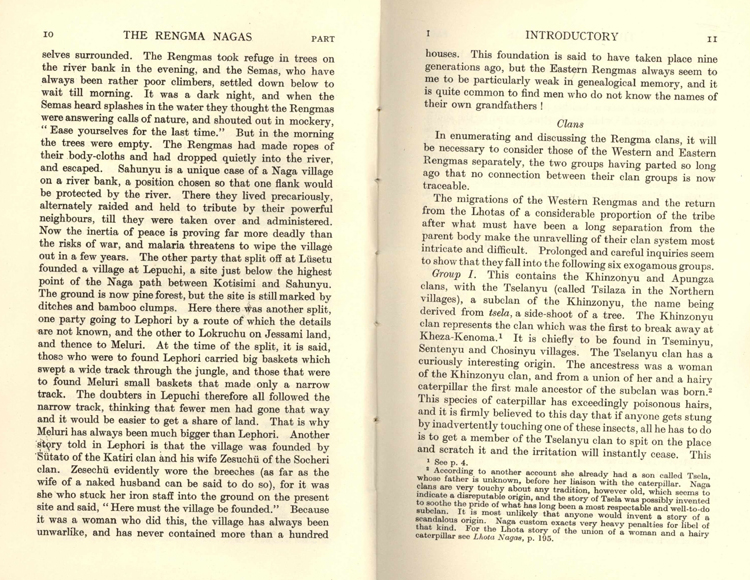 10 THE RENGMA NAGAS PART
selves surrounded. The Rengmas took refuge in trees on
the river bank in the evening, and the Semas, who have
always been rather poor climbers, settled down below to
wait till morning. It was a dark night, and when the
Semas heard splashes in the water they thought the Rengmas
were answering calls of nature, and shouted out in mockery,
" Ease yourselves for the last time." But in the morning
the trees were empty. The Rengmas had made ropes of
their body-cloths and had dropped quietly into the river,
and escaped. Sahunyu is a unique case of a Naga village
on a river bank, a position chosen so that one flank would
be protected by the river. There they lived precariously,
alternately raided and held to tribute by their powerful
neighbours, till they were taken over and administered.
Now the inertia of peace is proving far more deadly than
the risks of war, and malaria threatens to wipe the village
out in a few years. The other party that split off at Lüsetu
founded a village at Lepuchi, a site just below the highest
point of the Naga path between Kotisimi and Sahunyu.
The ground is now pine forest, but the site is still marked by
ditches and bamboo clumps. Here there was another split,
one party going to Lephori by a route of which the details
are not known, and the other to Lokruchu on Jessami land,
and thence to Meluri. At the time of the split, it is said,
those who were to found Lephori carried big baskets which
swept a wide track through the jungle, and those that were
to found Meluri small baskets that made only a narrow
track. The doubters in Lepuchi therefore all followed the
narrow track, thinking that fewer men had gone that way
and it would be easier to get a share of land. That is why
Meluri has always been much bigger than Lephori. Another
story told in Lephori is that the village was founded by
Sütato of the Katiri clan and his wife Zesuchü of the Socheri
clan. Zesechü evidently wore the breeches (as far as the
wife of a naked husband can be said to do so), for it was
she who stuck her iron staff into the ground on the present
site and said, " Here must the village be founded." Because
it was a woman who did this, the village has always been
unwarlike, and has never contained more than a hundred
I INTRODUCTORY 11
houses. This foundation is said to have taken place nine
generations ago, but the Eastern Rengmas always seem to
me to be particularly weak in genealogical memory, and it
is quite common to find men who do not know the names of
their own grandfathers !
Clans
In enumerating and discussing the Rengma clans, it will
be necessary to consider those of the Western and Eastern
Rengmas separately, the two groups having parted so long
ago that no connection between their clan groups is now
traceable.
The migrations of the Western Rengmas and the return
from the Lhotas of a considerable proportion of the tribe
after what must have been a long separation from the
parent body make the unravelling of their clan system most
intricate and difficult. Prolonged and careful inquiries seem
to show that they fall into the following six exogamous groups.
Group I. This contains the Khinzonyu and Apungza
clans, with the Tselanyu (called Tsilaza in the Northern
villages), a subclan of the Khinzonyu, the name being
derived from tsela, a side-shoot of a tree. The Khinzonyu
clan represents the clan which was the first to break away at
Kheza-Kenoma.¹ It is chiefly to be found in Tseminyu,
Sentenyu and Chosinyu villages. The Tselanyu clan has a
curiously interesting origin. The ancestress was a woman
of the Khinzonyu clan, and from a union of her and a hairy
caterpillar the first male ancestor of the subclan was born.²
This species of caterpillar has exceedingly poisonous hairs,
and it is firmly believed to this day that if anyone gets stung
by inadvertently touching one of these insects, all he has to do
is to get a member of the Tselanyu clan to spit on the place
and scratch it and the irritation will instantly cease. This
¹ See p. 4.
² According to another account she already had a son called Tsela,
whose father is unknown, before her liaison with the caterpillar. Naga
clans are very touchy about any tradition, however old, which seems to
indicate a disreputable origin, and the story of Tsela was possibly invented
to soothe the pride of what has long been a most respectable and well-to-do
subclan. It is most unlikely that anyone would invent a story of a
scandalous origin. Naga custom exacts very heavy penalties for libel of
that kind. For the Lhota story of the union of a woman and a hairy
caterpillar see Lhota Nagas, p. 195.